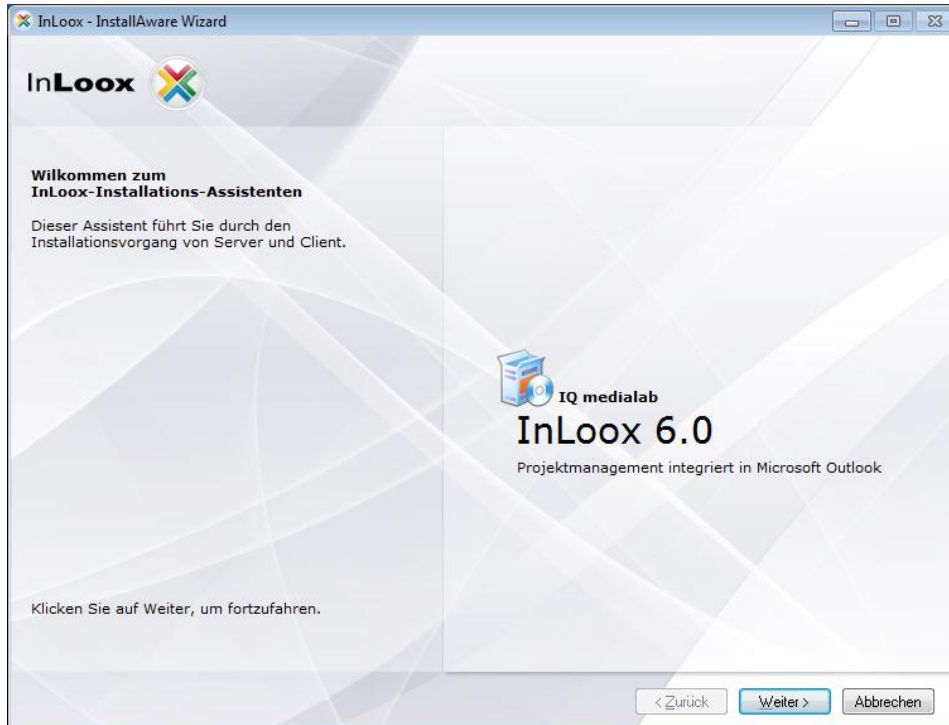 InLoox - InstallAware Wizard
InLoox
Wilkommen zum
InLoox-Installations-Assistenten
Dieser Assistent führt Sie durch den
Installationsvorgang von Server und Client.
IQ medialab
InLoox 6.0
Projektmanagement integriert in Microsoft Outlook
Klicken Sie auf Weiter, um fortzufahren.
< Zurück
Weiter >
Abbrechen